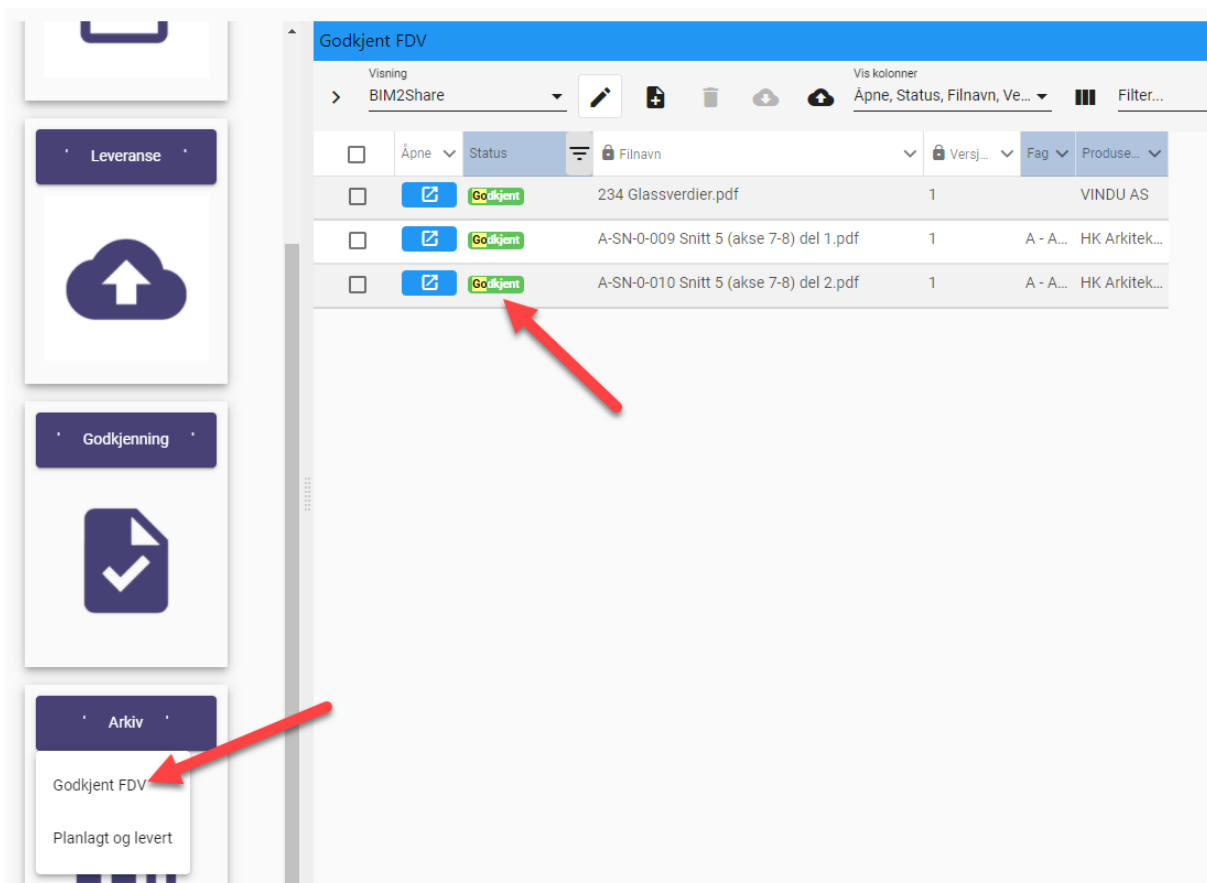 Leveranse
Godkjenning
Arkiv
Godkjent FDV
Planlagt og levert
Godkjent FDV
Visning
BIM2Share
Vis kolonner
Åpne, Status, Filnavn, Ve...
Filter...
Åpne Status Filnavn Versj... Fag Produse...
Godkjent 234 Glassverdier.pdf 1 VINDU AS
Godkjent A-SN-0-009 Snitt 5 (akse 7-8) del 1.pdf 1 A - A... HK Arkitek...
Godkjent A-SN-0-010 Snitt 5 (akse 7-8) del 2.pdf 1 A - A... HK Arkitek...